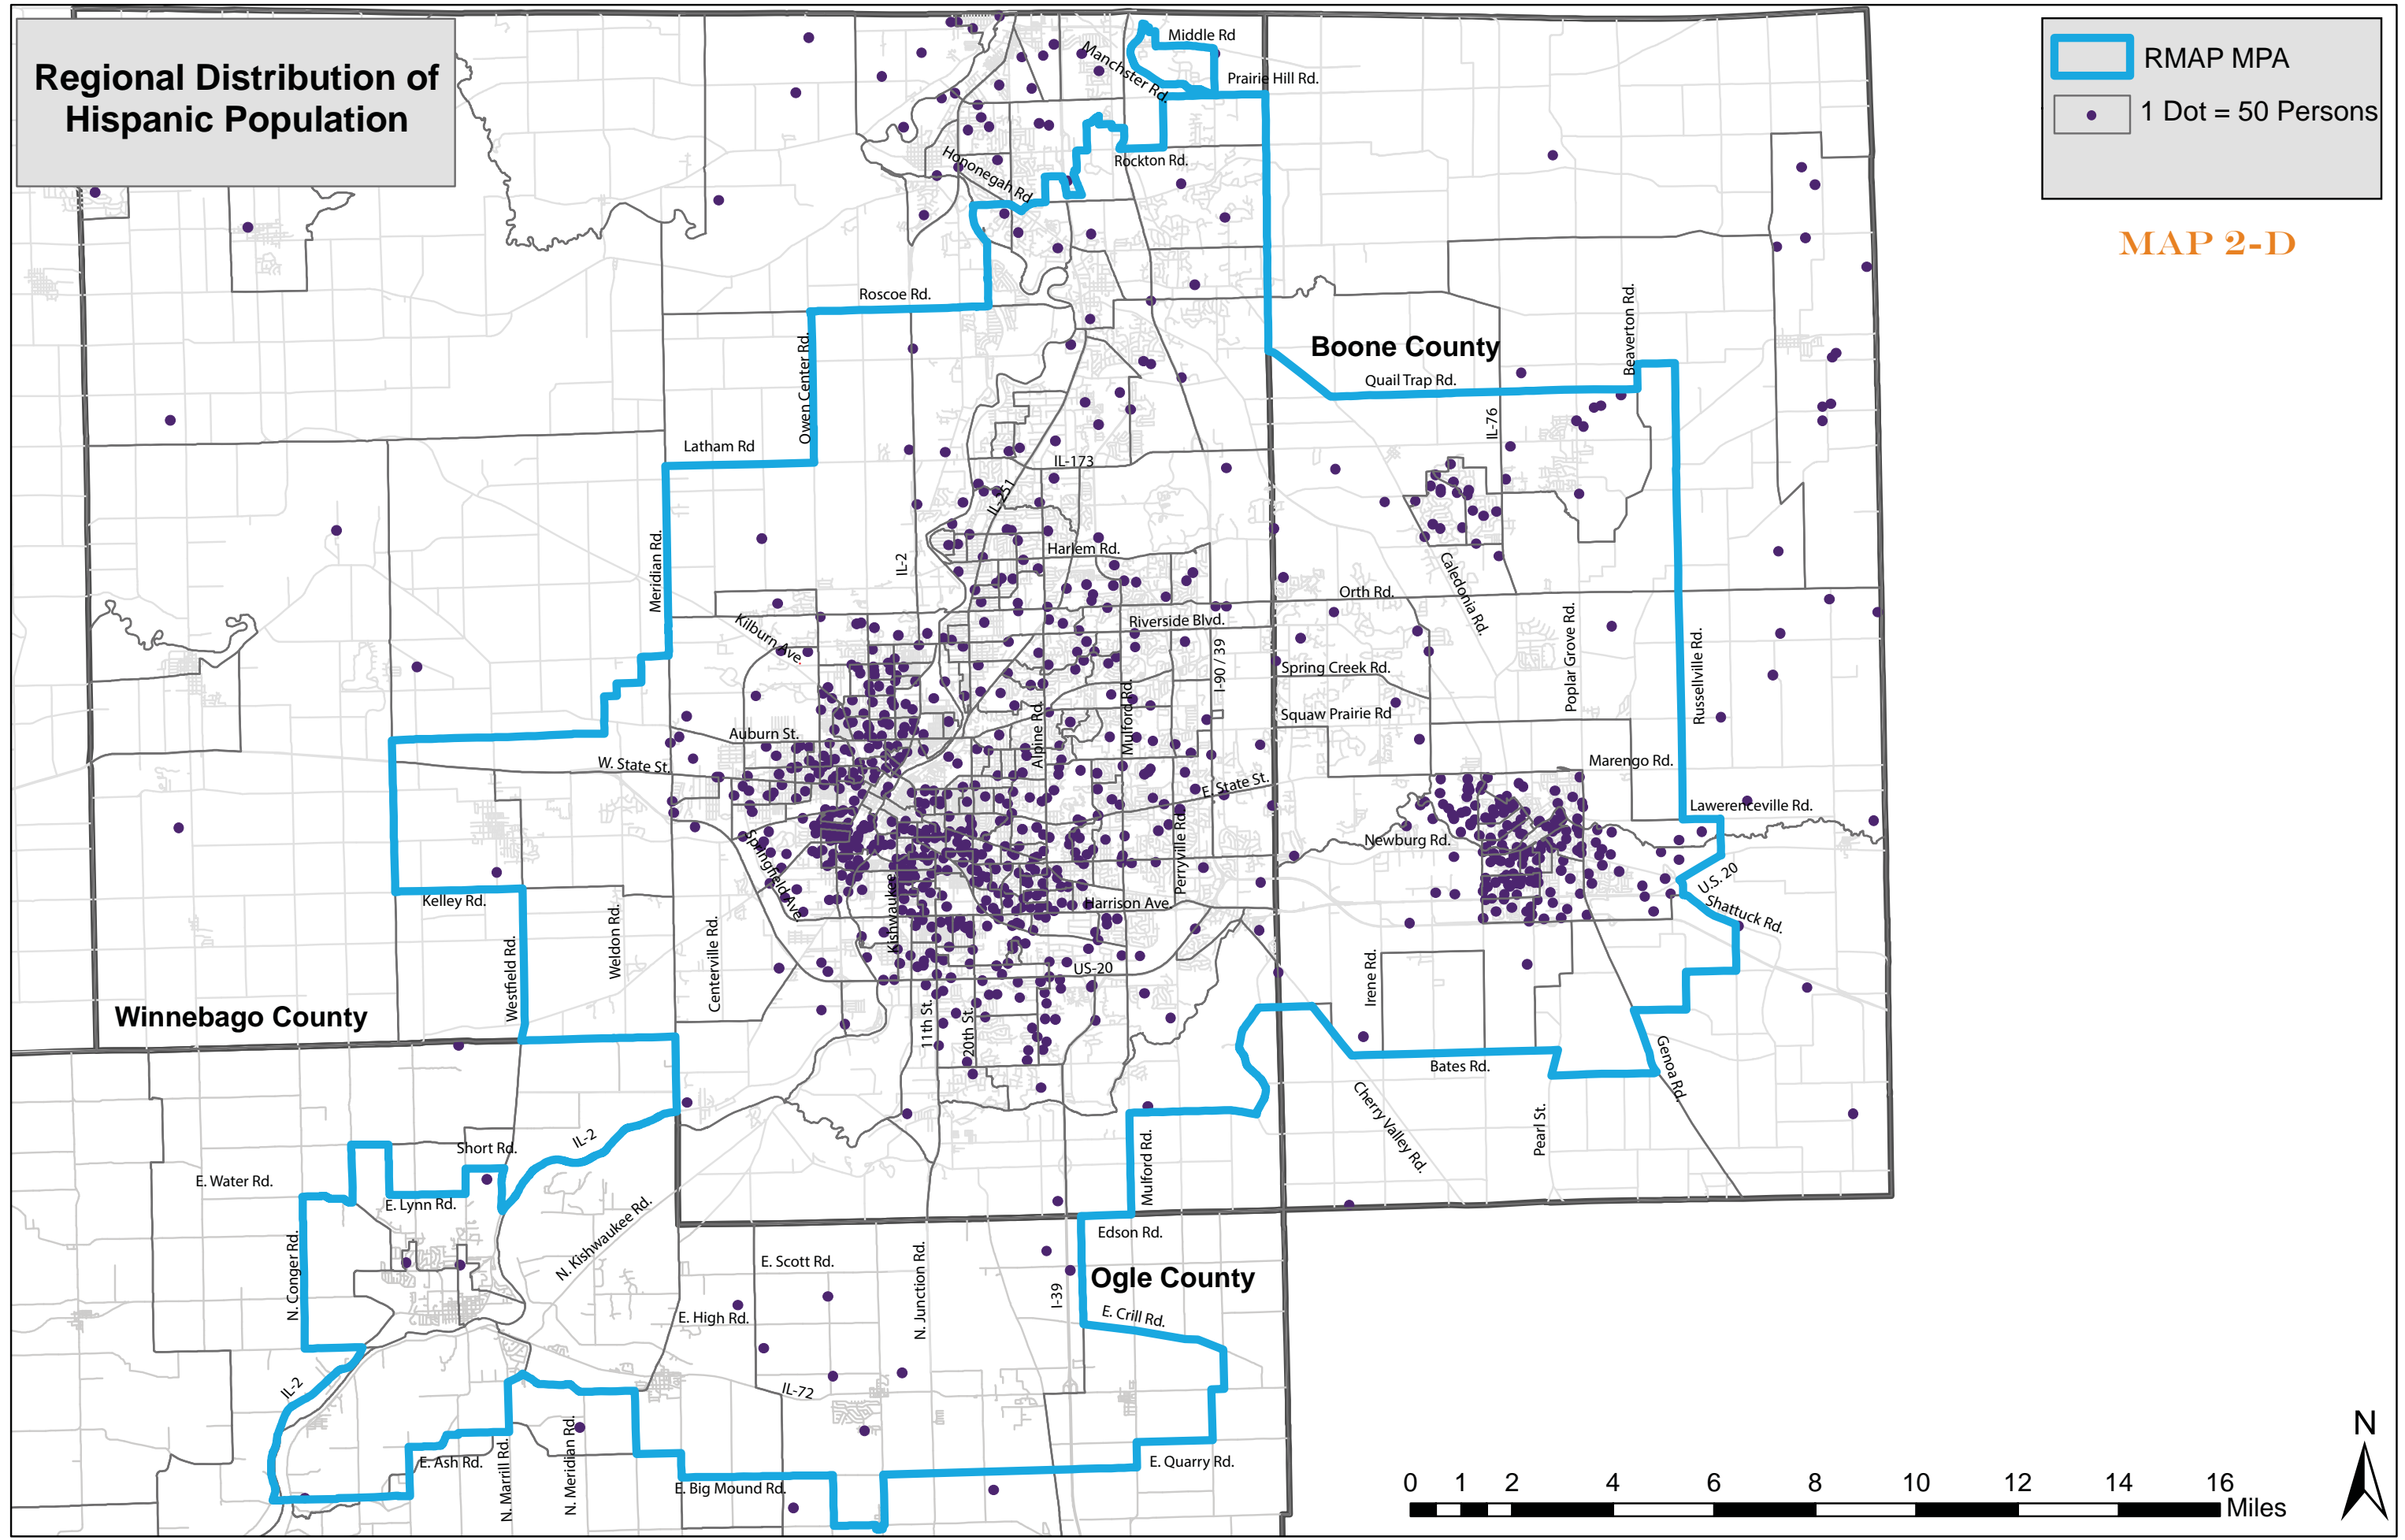 Regional Distribution of
Hispanic Population
RMAP MPA
1 Dot = 50 Persons
MAP 2-D
Middle Rd
Manchster Rd.
Prairie Hill Rd.
Rockton Rd.
Hononegah Rd
Roscoe Rd.
Owen Center Rd.
Boone County
Beaverton Rd.
Quail Trap Rd.
IL-76
Latham Rd
IL-173
IL-251
Meridian Rd.
IL-2
Harlem Rd.
Caledonia Rd.
Orth Rd.
Kilburn Ave.
Riverside Blvd.
I-90 / 39
Spring Creek Rd.
Poplar Grove Rd.
Russellville Rd.
Mulford Rd.
Alpine Rd.
Squaw Prairie Rd
Auburn St.
W. State St.
E. State St.
Marengo Rd.
Lawerenceville Rd.
Springfield Ave.
Perryville Rd.
Newburg Rd.
Kishwaukee
Kelley Rd.
Harrison Ave.
U.S. 20
Shattuck Rd.
Westfield Rd.
Weldon Rd.
Centerville Rd.
US-20
Irene Rd.
Winnebago County
11th St.
20th St.
Genoa Rd.
Bates Rd.
Cherry Valley Rd.
Pearl St.
Mulford Rd.
Short Rd.
IL-2
E. Water Rd.
E. Lynn Rd.
N. Kishwaukee Rd.
N. Conger Rd.
Edson Rd.
E. Scott Rd.
N. Junction Rd.
Ogle County
I-39
E. High Rd.
E. Crill Rd.
IL-2
IL-72
N. Marrill Rd.
N. Meridian Rd.
E. Ash Rd.
E. Big Mound Rd.
E. Quarry Rd.
N
0 1 2 4 6 8 10 12 14 16
Miles